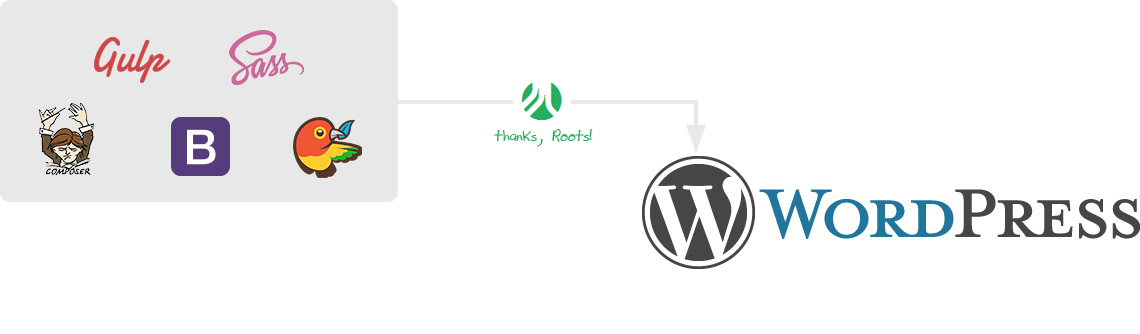 Gulp Sass
COMPOSER
B
thanks, Roots!
W WORDPRESS